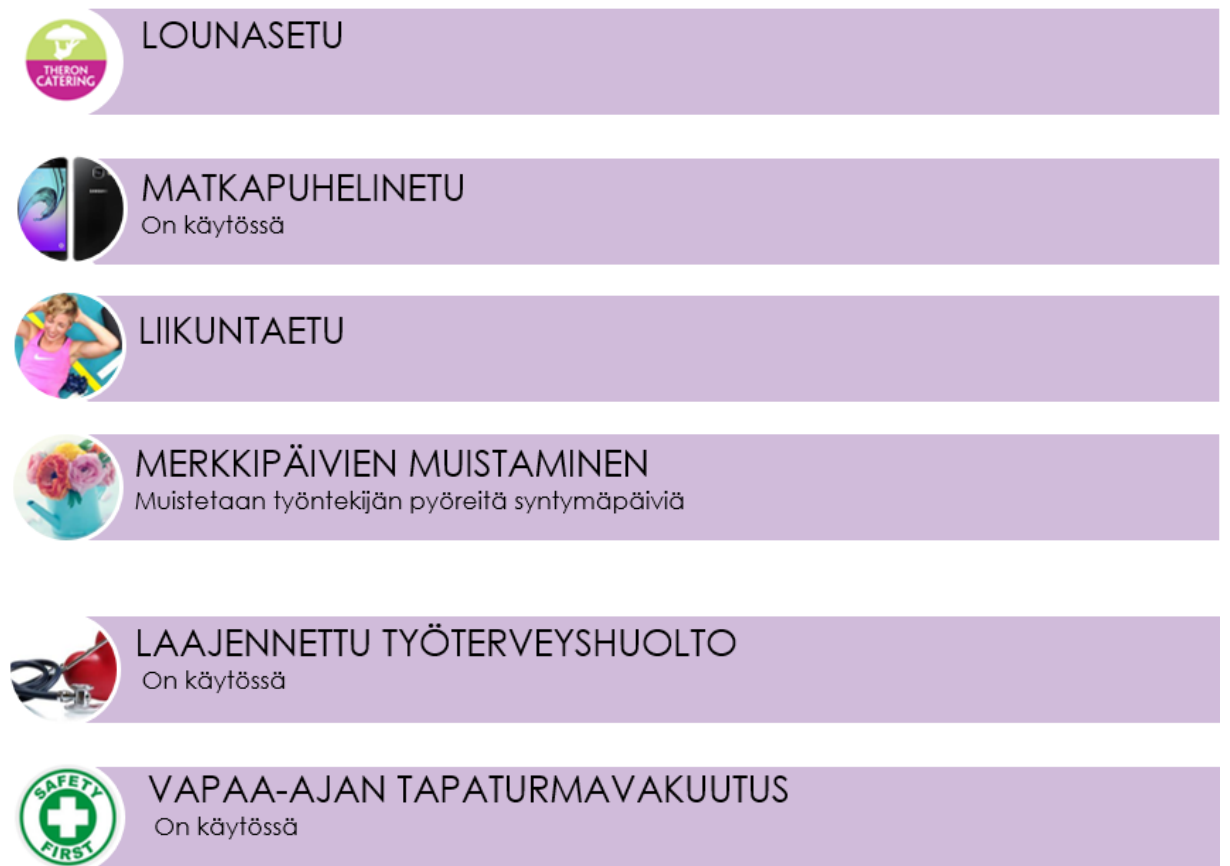 THERON
CATERING
LOUNASETU
MATKAPUHELINETU
On käytössä
LIIKUNTAETU
MERKKIPÄIVIEN MUISTAMINEN
Muistetaan työntekijän pyöreitä syntymäpäiviä
LAAJENNETTU TYÖTERVEYSHUOLTO
On käytössä
SAFETY
FIRST
VAPAA-AJAN TAPATURMAVAKUUTUS
On käytössä